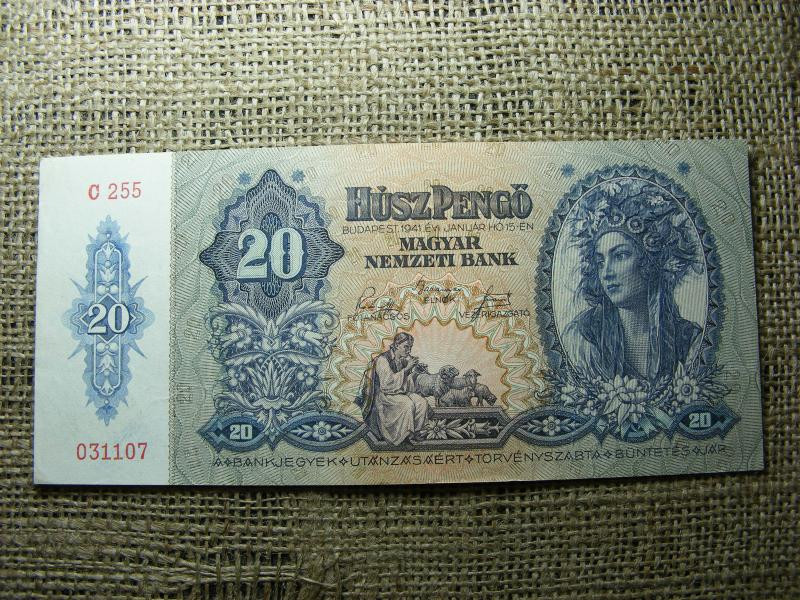 C 255
20
031107
20
HÚSZ PENGŐ
BUDAPEST, 1941. ÉVI JANUÁR HÓ 15-ÉN
MAGYAR
NEMZETI BANK
ELNÖK
FŐTANÁCSOS VEZÉRIGAZGATÓ
20 20
A BANKJEGYEK UTÁNZÁSÁÉRT TÖRVÉNYSZABTA BÜNTETÉS JÁR